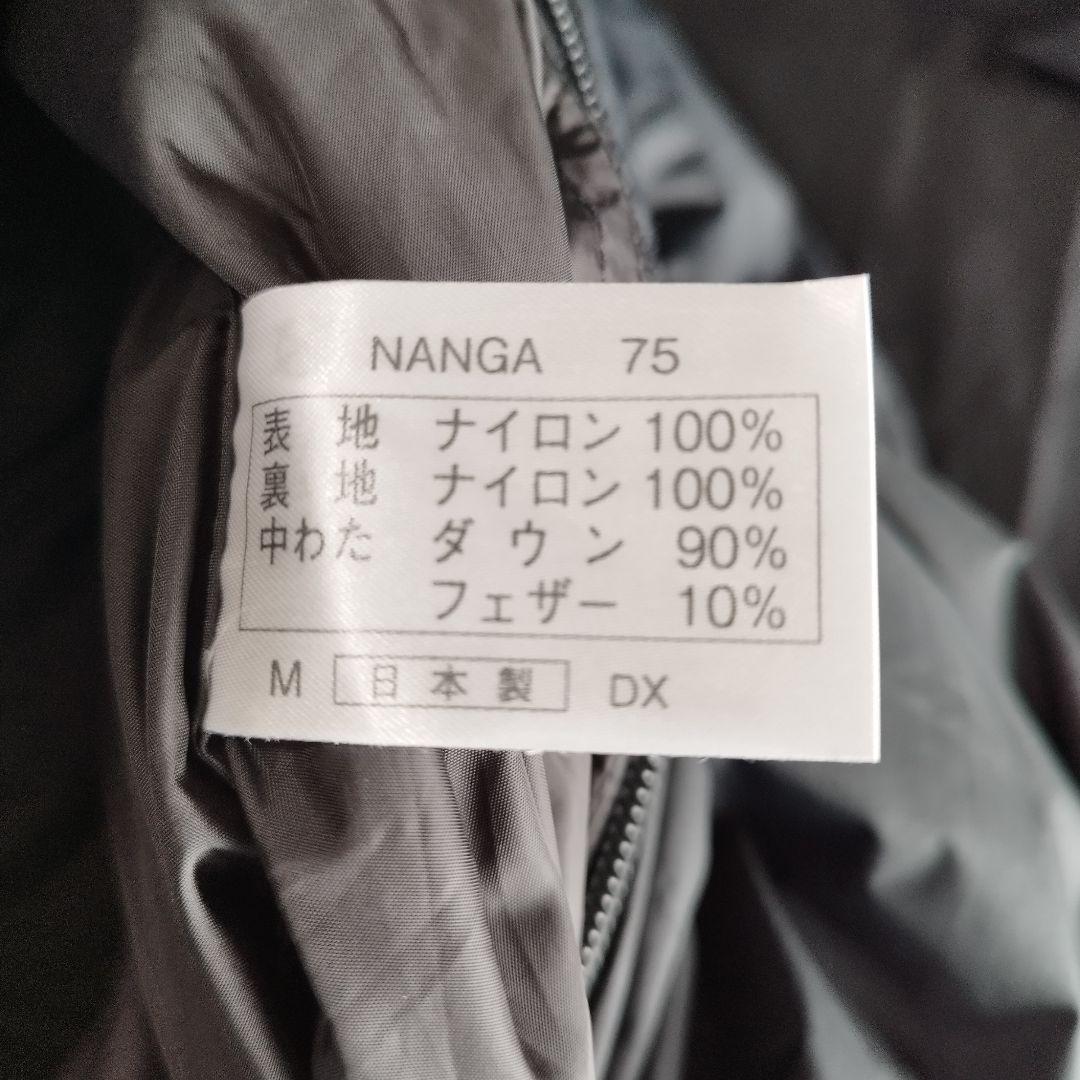 NANGA 75
表 地 ナイロン 100%
裏 地 ナイロン 100%
中わた ダ ウ ン 90%
フェザー 10%
M 日 本 製 DX